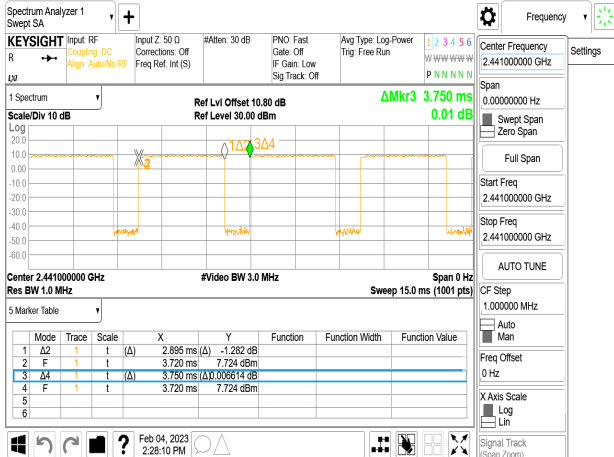 Spectrum Analyzer 1
Swept SA
+
Frequency
Settings
KEYSIGHT
R
LXI
Input: RF
Coupling: DC
Align: Auto/No RF
Input Z: 50 Ω
Corrections: Off
Freq Ref: Int (S)
#Atten: 30 dB
PNO: Fast
Gate: Off
IF Gain: Low
Sig Track: Off
Avg Type: Log-Power
Trig: Free Run
1 2 3 4 5 6
W W W W W W
P N N N N N
1 Spectrum
Scale/Div 10 dB
Ref Lvl Offset 10.80 dB
Ref Level 30.00 dBm
ΔMkr3 3.750 ms
0.01 dB
Log
20.0
10.0
0.00
-10.0
-20.0
-30.0
-40.0
-50.0
-60.0
1Δ2
3Δ4
Center 2.441000000 GHz
#Video BW 3.0 MHz
Span 0 Hz
Res BW 1.0 MHz
Sweep 15.0 ms (1001 pts)
5 Marker Table
Mode Trace Scale X Y Function Function Width Function Value
1 Δ2 1 t (Δ) 2.895 ms (Δ) -1.282 dB
2 F 1 t 3.720 ms 7.724 dBm
3 Δ4 1 t (Δ) 3.750 ms (Δ) 0.006614 dB
4 F 1 t 3.720 ms 7.724 dBm
5
6
Feb 04, 2023
2:28:10 PM
?
Center Frequency
2.441000000 GHz
Span
0.00000000 Hz
Swept Span
Zero Span
Full Span
Start Freq
2.441000000 GHz
Stop Freq
2.441000000 GHz
AUTO TUNE
CF Step
1.000000 MHz
Auto
Man
Freq Offset
0 Hz
X Axis Scale
Log
Lin
Signal Track
(Span Zoom)